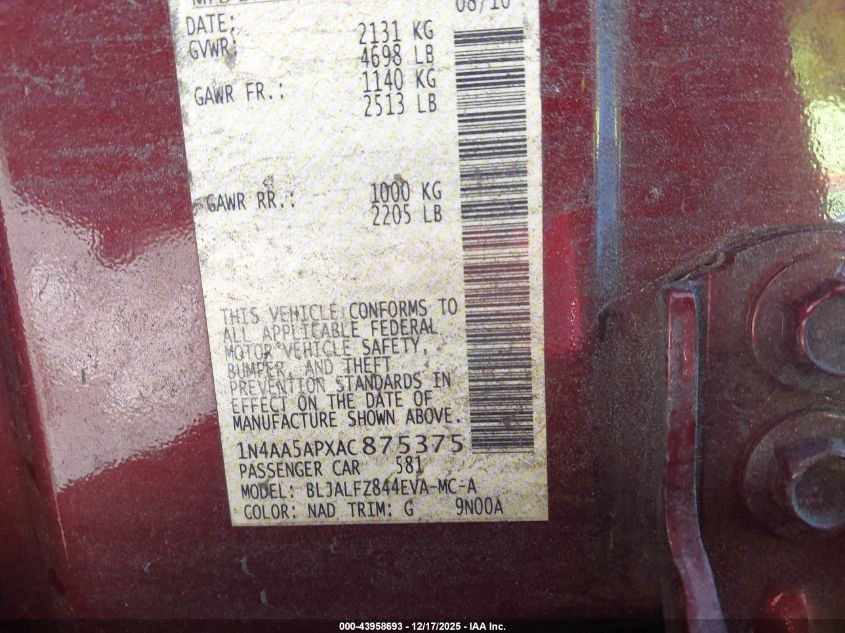 DATE: 08/10
GVWR: 2131 KG
4698 LB
GAWR FR.: 1140 KG
2513 LB
GAWR RR.: 1000 KG
2205 LB
THIS VEHICLE CONFORMS TO
ALL APPLICABLE FEDERAL
MOTOR VEHICLE SAFETY,
BUMPER, AND THEFT
PREVENTION STANDARDS IN
EFFECT ON THE DATE OF
MANUFACTURE SHOWN ABOVE.
1N4AA5APXAC875375
PASSENGER CAR 581
MODEL: BLJALFZ844EVA-MC-A
COLOR: NAD TRIM: G 9N00A
000-43958693 - 12/17/2025 - IAA Inc.